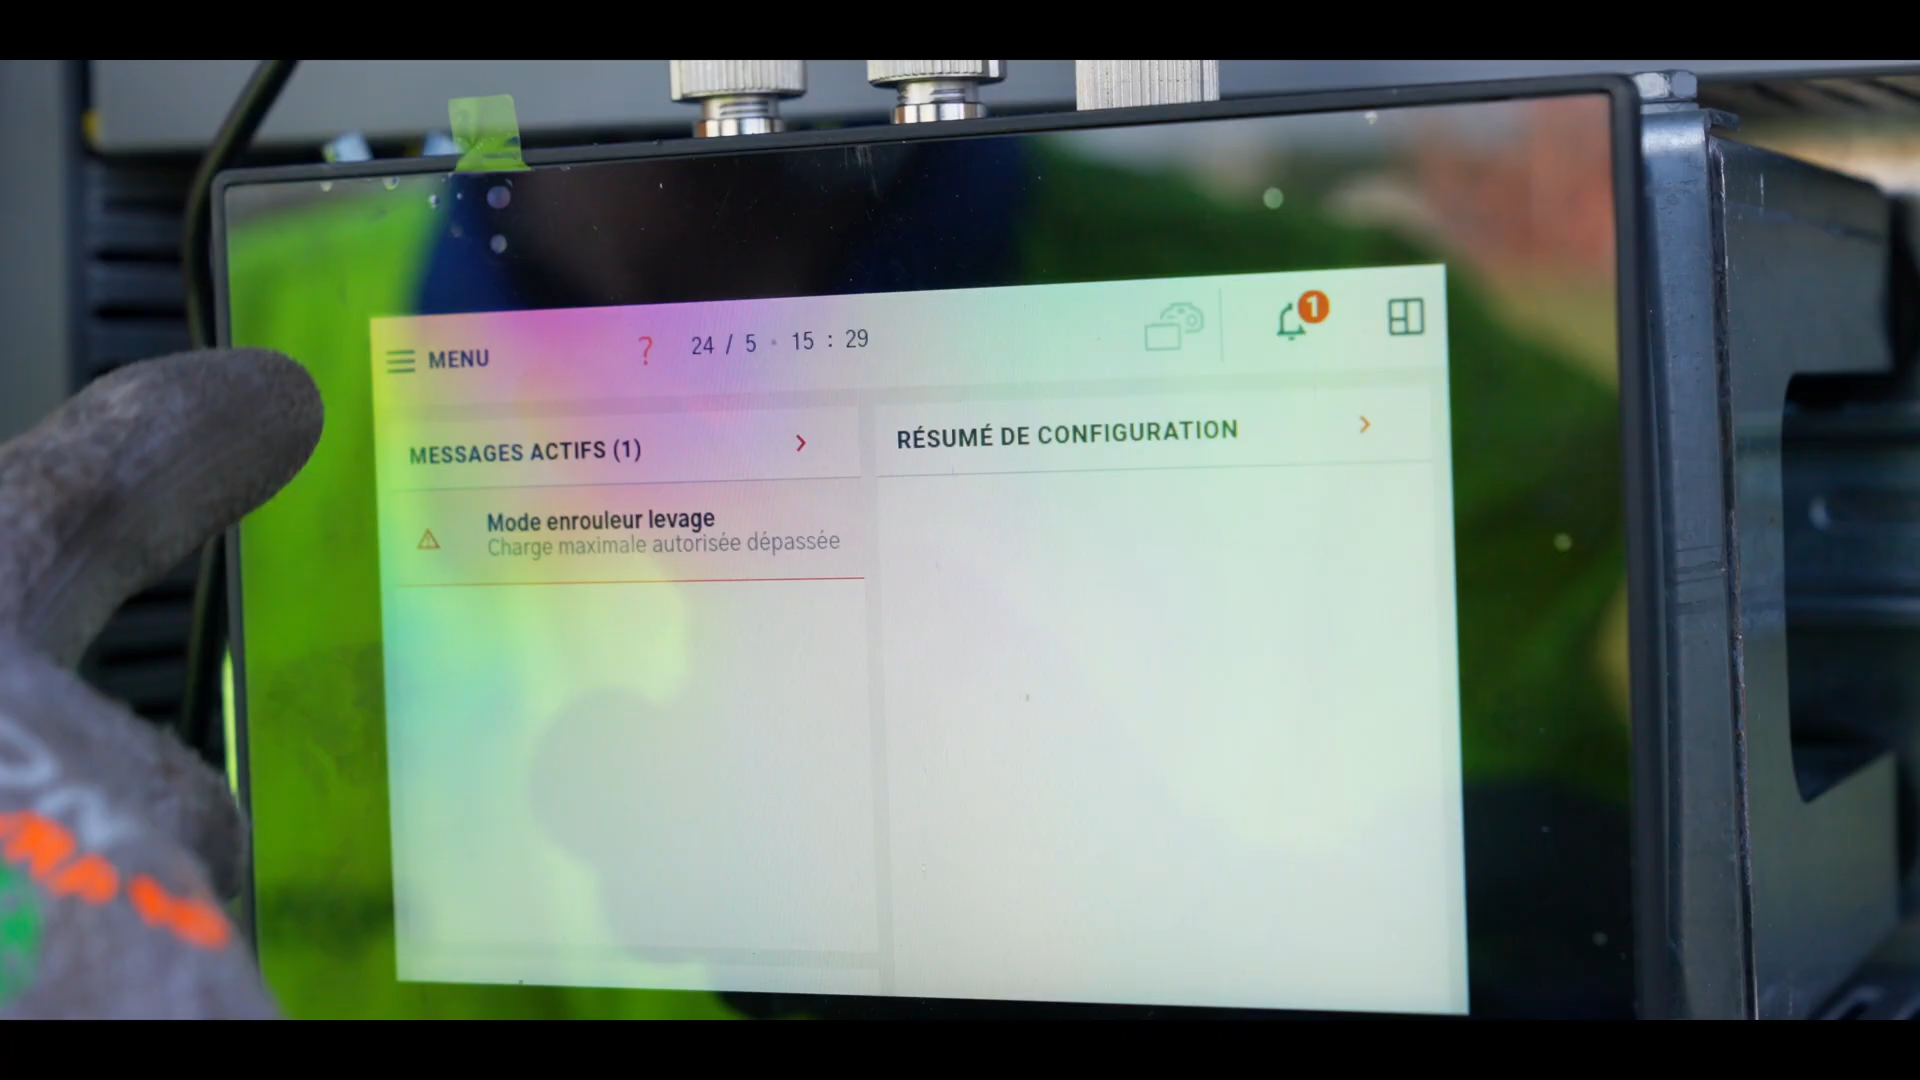 MENU
?
24 / 5 • 15 : 29
1
MESSAGES ACTIFS (1)
RÉSUMÉ DE CONFIGURATION
Mode enrouleur levage
Charge maximale autorisée dépassée